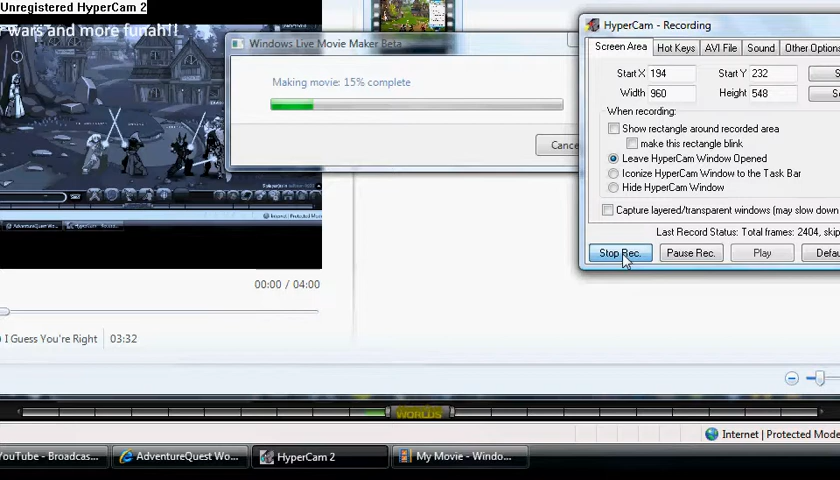 Unregistered HyperCam 2
wars and more funah!!
Windows Live Movie Maker Beta
Making movie: 15% complete
Cance
HyperCam - Recording
Screen Area
Hot Keys
AVI File
Sound
Other Options
Start X 194
Start Y 232
Width 960
Height 548
When recording:
Show rectangle around recorded area
make this rectangle blink
Leave HyperCam Window Opened
Iconize HyperCam Window to the Task Bar
Hide HyperCam Window
Capture layered/transparent windows (may slow down
Last Record Status: Total frames: 2404, skip
Stop Rec.
Pause Rec.
Play
Defau
00:00 / 04:00
I Guess You're Right
03:32
WORLDS
Internet | Protected Mode
YouTube - Broadcas...
AdventureQuest Wo...
HyperCam 2
My Movie - Windo...